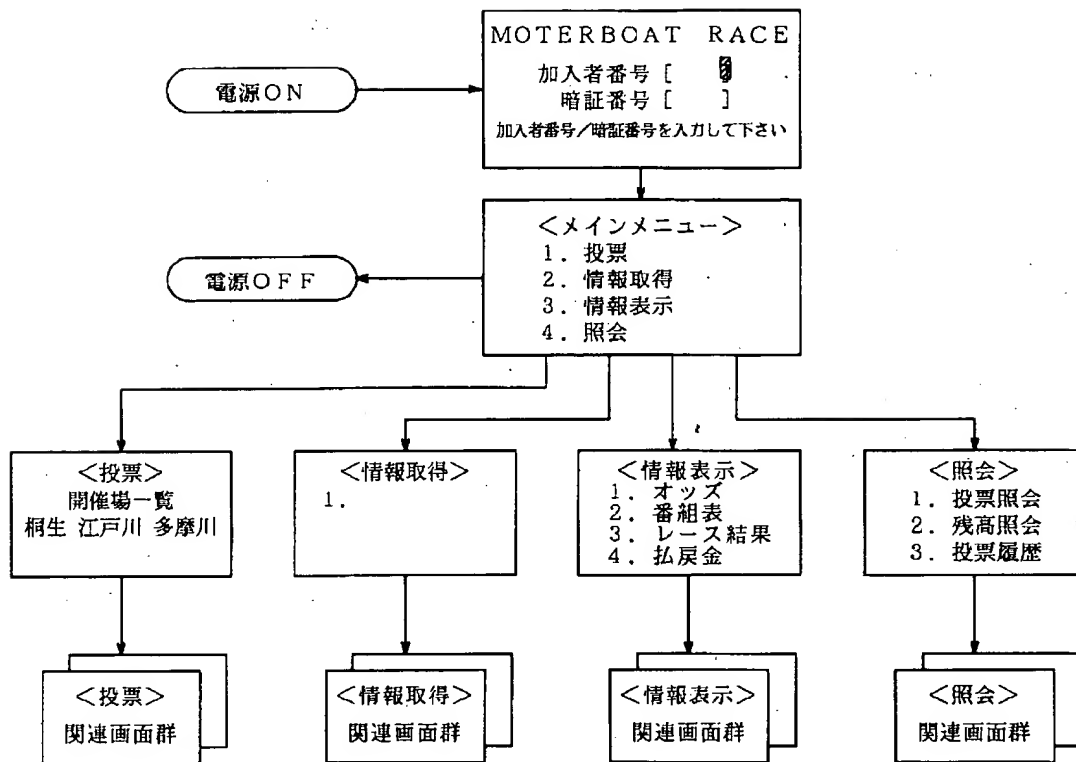 MOTERBOAT RACE
加入者番号 [
暗証番号 [ ]
加入者番号/暗証番号を入力して下さい
電源ON
<メインメニュー>
1. 投票
2. 情報取得
3. 情報表示
4. 照会
電源OFF
<投票>
開催場一覧
桐生 江戸川 多摩川
<情報取得>
1.
<情報表示>
1. オッズ
2. 番組表
3. レース結果
4. 払戻金
<照会>
1. 投票照会
2. 残高照会
3. 投票履歴
<投票>
関連画面群
<情報取得>
関連画面群
<情報表示>
関連画面群
<照会>
関連画面群